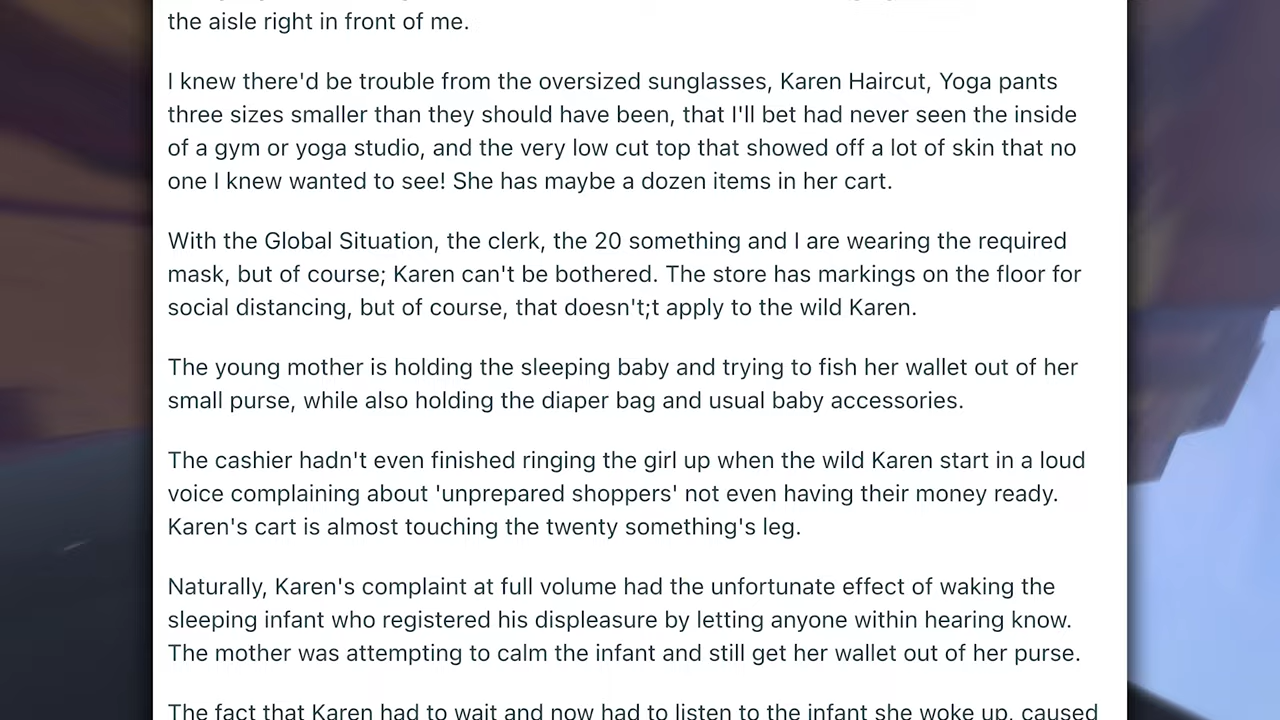 the aisle right in front of me.
I knew there'd be trouble from the oversized sunglasses, Karen Haircut, Yoga pants
three sizes smaller than they should have been, that I'll bet had never seen the inside
of a gym or yoga studio, and the very low cut top that showed off a lot of skin that no
one I knew wanted to see! She has maybe a dozen items in her cart.
With the Global Situation, the clerk, the 20 something and I are wearing the required
mask, but of course; Karen can't be bothered. The store has markings on the floor for
social distancing, but of course, that doesn't;t apply to the wild Karen.
The young mother is holding the sleeping baby and trying to fish her wallet out of her
small purse, while also holding the diaper bag and usual baby accessories.
The cashier hadn't even finished ringing the girl up when the wild Karen start in a loud
voice complaining about 'unprepared shoppers' not even having their money ready.
Karen's cart is almost touching the twenty something's leg.
Naturally, Karen's complaint at full volume had the unfortunate effect of waking the
sleeping infant who registered his displeasure by letting anyone within hearing know.
The mother was attempting to calm the infant and still get her wallet out of her purse.
The fact that Karen had to wait and now had to listen to the infant she woke up, caused